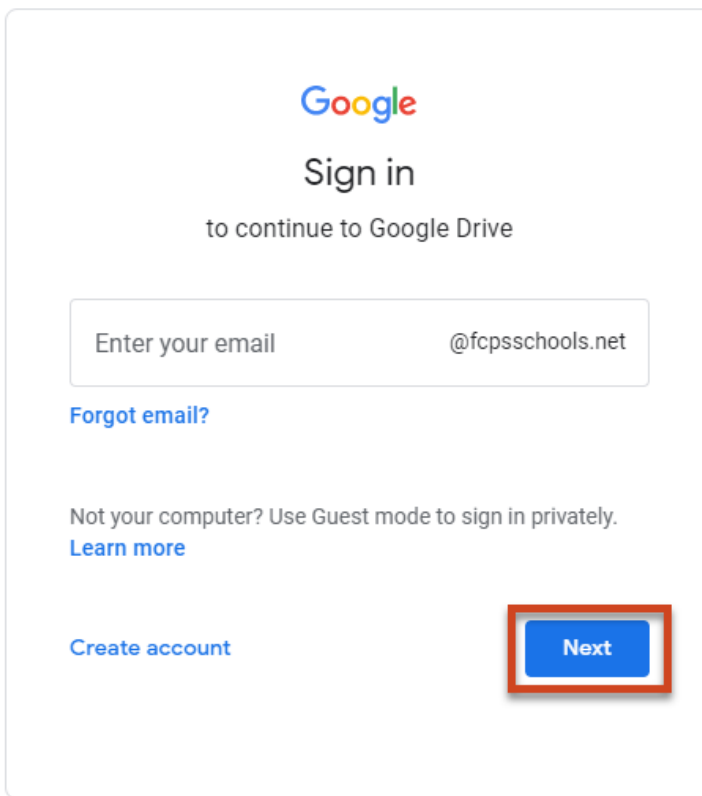 Google
Sign in
to continue to Google Drive
Enter your email @fcpsschools.net
Forgot email?
Not your computer? Use Guest mode to sign in privately.
Learn more
Create account Next